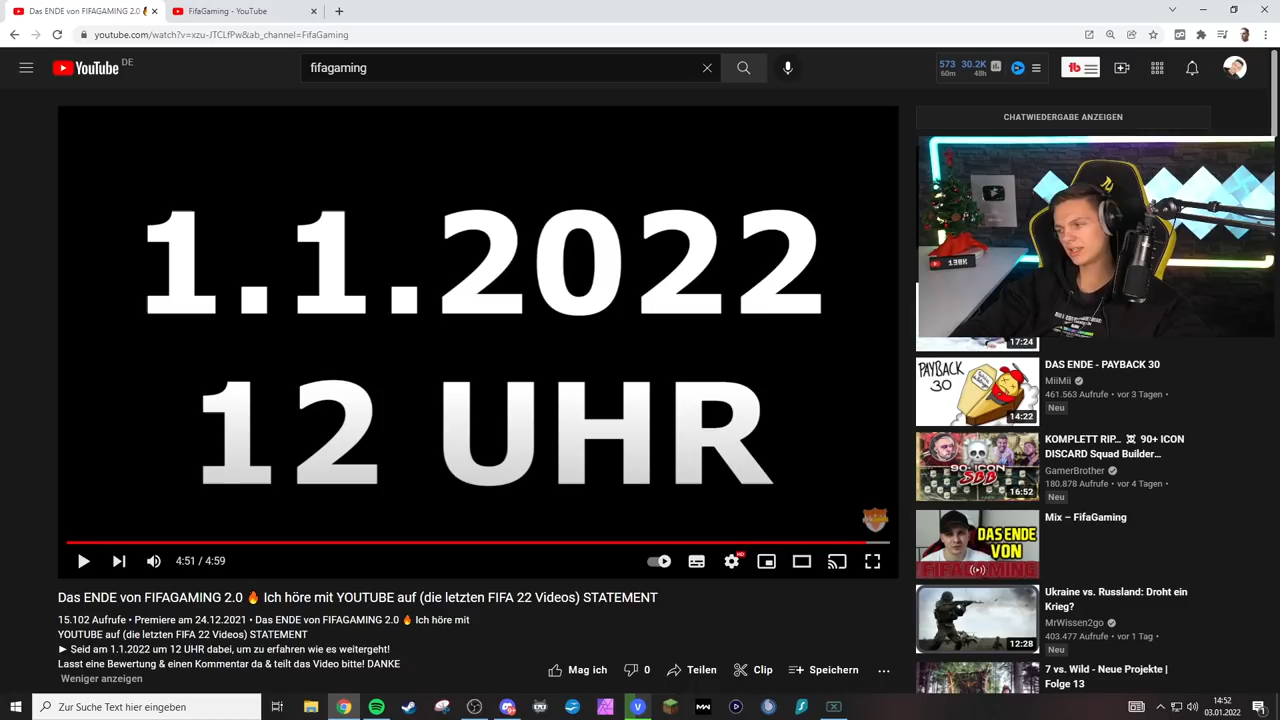 Das ENDE von FIFAGAMING 2.0 🔥
FifaGaming - YouTube
youtube.com/watch?v=xzu-JTCLfPw&ab_channel=FifaGaming
YouTube DE
fifagaming
573 30.2K
60m 48h
tb
CHATWIEDERGABE ANZEIGEN
1.1.2022
12 UHR
4:51 / 4:59
HD
17:24
PAYBACK
30
14:22
DAS ENDE - PAYBACK 30
MiiMii
461.563 Aufrufe • vor 3 Tagen •
Neu
90+ ICON
SBB
16:52
KOMPLETT RIP... ☠️ 90+ ICON
DISCARD Squad Builder...
GamerBrother
180.878 Aufrufe • vor 4 Tagen •
Neu
DAS ENDE
VON
FIFAGAMING
Mix – FifaGaming
12:28
Ukraine vs. Russland: Droht ein
Krieg?
MrWissen2go
403.477 Aufrufe • vor 1 Tag •
Neu
7 vs. Wild - Neue Projekte |
Folge 13
Das ENDE von FIFAGAMING 2.0 🔥 Ich höre mit YOUTUBE auf (die letzten FIFA 22 Videos) STATEMENT
15.102 Aufrufe • Premiere am 24.12.2021 • Das ENDE von FIFAGAMING 2.0 🔥 Ich höre mit
YOUTUBE auf (die letzten FIFA 22 Videos) STATEMENT
► Seid am 1.1.2022 um 12 UHR dabei, um zu erfahren wie es weitergeht!
Lasst eine Bewertung & einen Kommentar da & teilt das Video bitte! DANKE
Weniger anzeigen
Mag ich
0
Teilen
Clip
Speichern
Zur Suche Text hier eingeben
14:52
03.01.2022